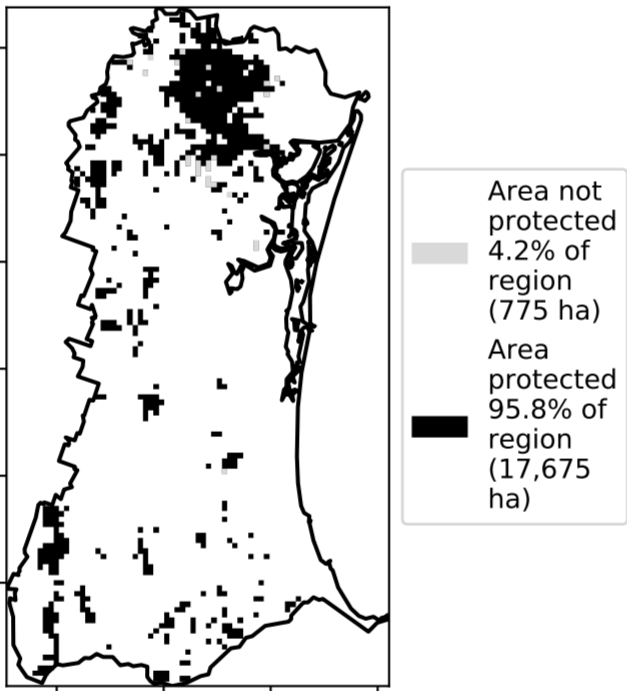 Area not
protected
4.2% of
region
(775 ha)
Area
protected
95.8% of
region
(17,675
ha)